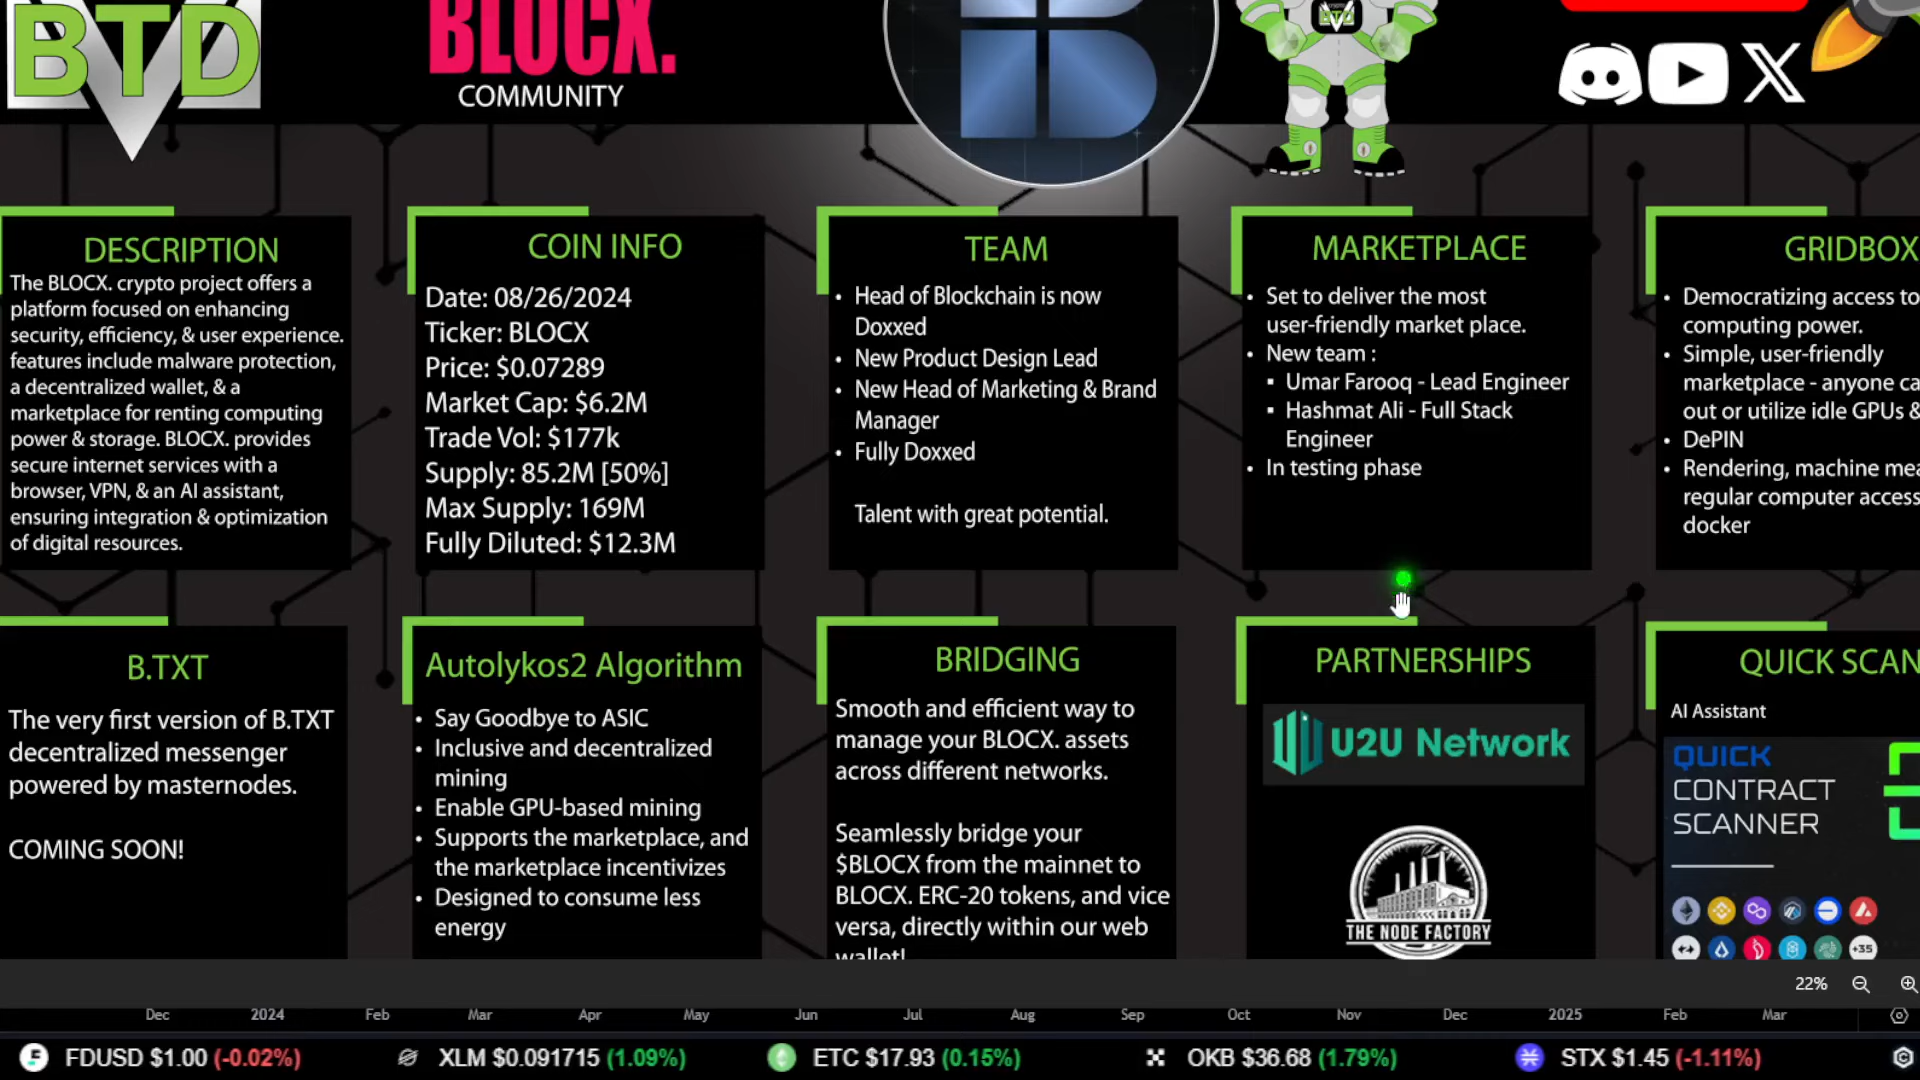 BTD
BLOCX.
COMMUNITY
BTD
DESCRIPTION
The BLOCX. crypto project offers a
platform focused on enhancing
security, efficiency, & user experience.
features include malware protection,
a decentralized wallet, & a
marketplace for renting computing
power & storage. BLOCX. provides
secure internet services with a
browser, VPN, & an AI assistant,
ensuring integration & optimization
of digital resources.
COIN INFO
Date: 08/26/2024
Ticker: BLOCX
Price: $0.07289
Market Cap: $6.2M
Trade Vol: $177k
Supply: 85.2M [50%]
Max Supply: 169M
Fully Diluted: $12.3M
TEAM
• Head of Blockchain is now
Doxxed
• New Product Design Lead
• New Head of Marketing & Brand
Manager
• Fully Doxxed
Talent with great potential.
MARKETPLACE
• Set to deliver the most
user-friendly market place.
• New team :
▪ Umar Farooq - Lead Engineer
▪ Hashmat Ali - Full Stack
Engineer
• In testing phase
GRIDBOX
• Democratizing access to
computing power.
• Simple, user-friendly
marketplace - anyone ca
out or utilize idle GPUs &
• DePIN
• Rendering, machine mea
regular computer access
docker
B.TXT
The very first version of B.TXT
decentralized messenger
powered by masternodes.
COMING SOON!
Autolykos2 Algorithm
• Say Goodbye to ASIC
• Inclusive and decentralized
mining
• Enable GPU-based mining
• Supports the marketplace, and
the marketplace incentivizes
• Designed to consume less
energy
BRIDGING
Smooth and efficient way to
manage your BLOCX. assets
across different networks.
Seamlessly bridge your
$BLOCX from the mainnet to
BLOCX. ERC-20 tokens, and vice
versa, directly within our web
wallet!
PARTNERSHIPS
U2U Network
THE NODE FACTORY
QUICK SCAN
AI Assistant
QUICK
CONTRACT
SCANNER
+35
22%
Dec 2024 Feb Mar Apr May Jun Jul Aug Sep Oct Nov Dec 2025 Feb Mar
FDUSD $1.00 (-0.02%) XLM $0.091715 (1.09%) ETC $17.93 (0.15%) OKB $36.68 (1.79%) STX $1.45 (-1.11%)